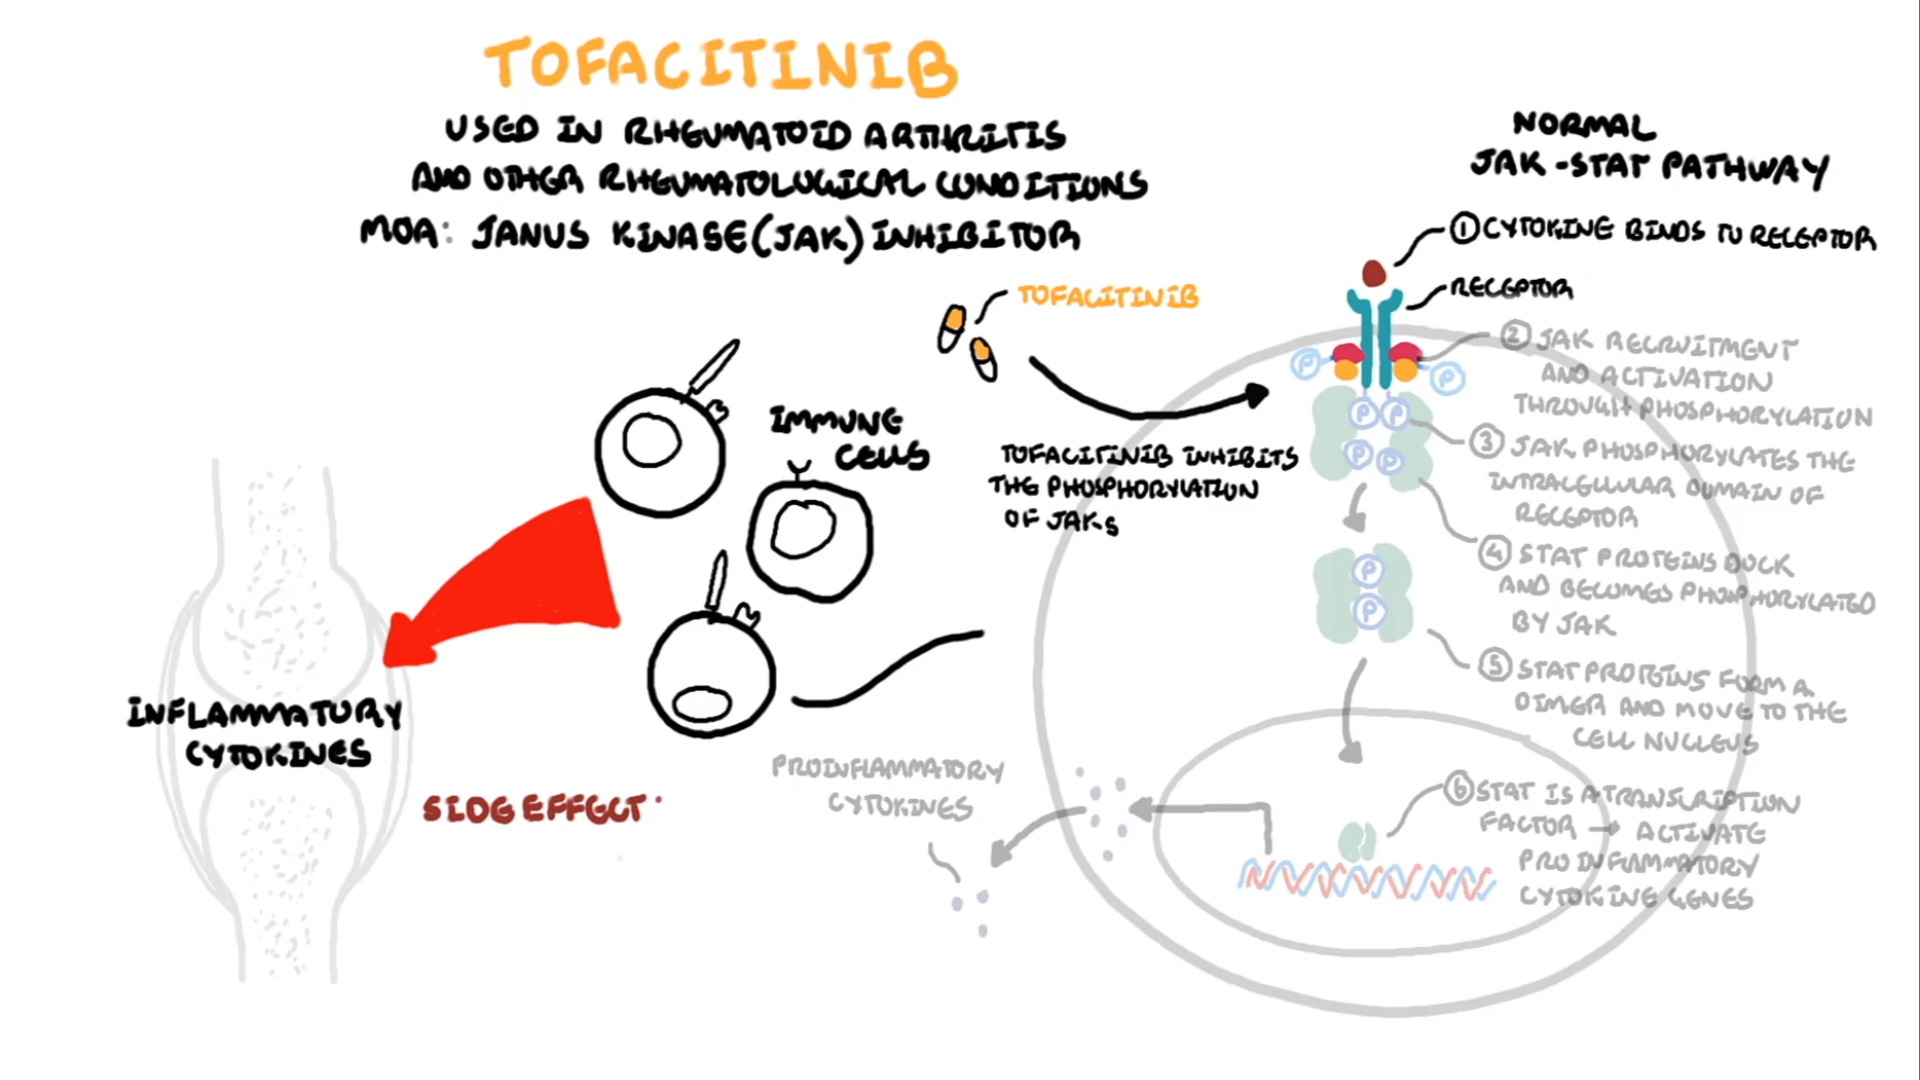 TOFACITINIB
USED IN RHEUMATOID ARTHRITIS
AND OTHER RHEUMATOLOGICAL CONDITIONS
MOA: JANUS KINASE (JAK) INHIBITOR
NORMAL
JAK-STAT PATHWAY
① CYTOKINE BINDS TO RECEPTOR
RECEPTOR
TOFACITINIB
② JAK RECRUITMENT
AND ACTIVATION
THROUGH PHOSPHORYLATION
P
P
P P
P P
③ JAK PHOSPHORYLATES THE
INTRACELLULAR DOMAIN OF
RECEPTOR
IMMUNE
CELLS
TOFACITINIB INHIBITS
THE PHOSPHORYLATION
OF JAKS
④ STAT PROTEINS DOCK
AND BECOMES PHOSPHORYLATED
BY JAK
P
P
⑤ STAT PROTEINS FORM A
DIMER AND MOVE TO THE
CELL NUCLEUS
INFLAMMATORY
CYTOKINES
SIDE EFFECT
PROINFLAMMATORY
CYTOKINES
⑥ STAT IS A TRANSCRIPTION
FACTOR → ACTIVATE
PROINFLAMMATORY
CYTOKINE GENES